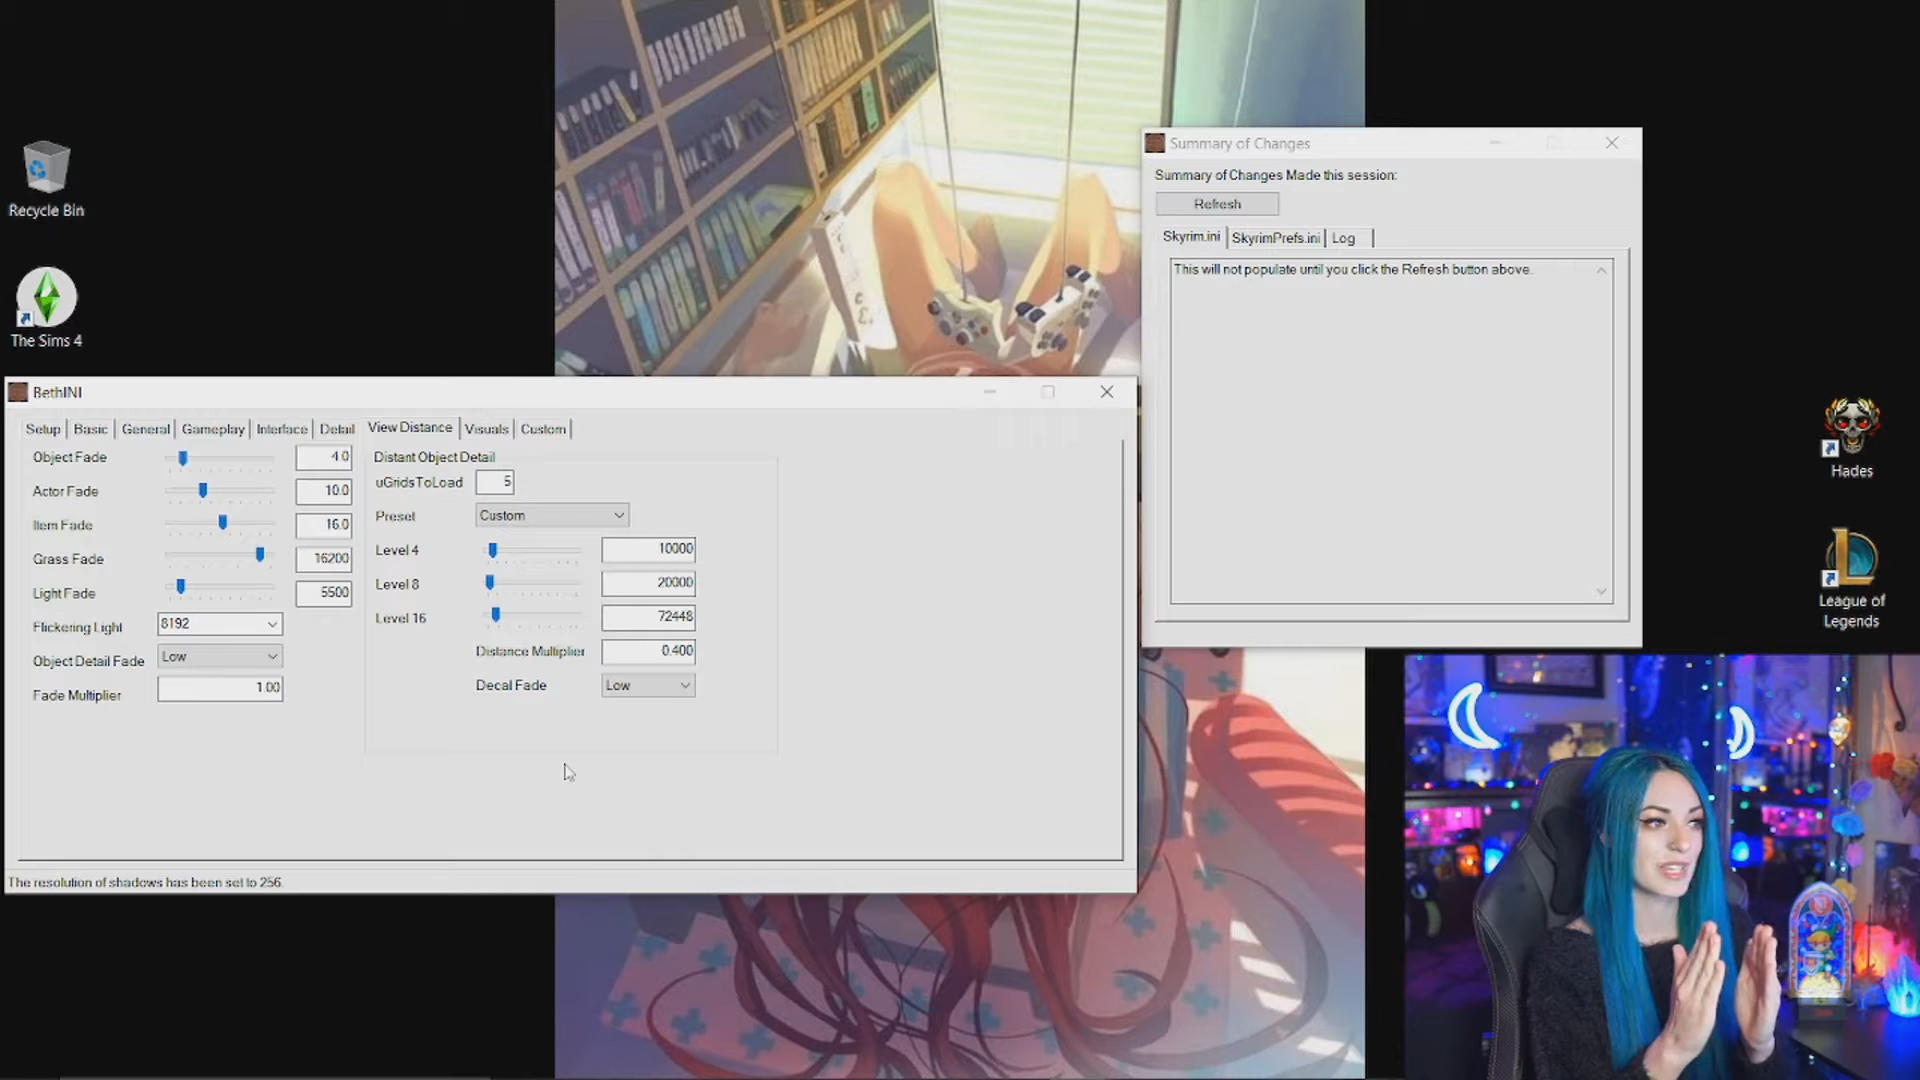 Recycle Bin
The Sims 4
Summary of Changes
Summary of Changes Made this session:
Refresh
Skyrim.ini
SkyrimPrefs.ini
Log
This will not populate until you click the Refresh button above.
BethINI
Setup
Basic
General
Gameplay
Interface
Detail
View Distance
Visuals
Custom
Object Fade
4.0
Actor Fade
10.0
Item Fade
16.0
Grass Fade
16200
Light Fade
5500
Flickering Light
8192
Object Detail Fade
Low
Fade Multiplier
1.00
Distant Object Detail
uGridsToLoad
5
Preset
Custom
Level 4
10000
Level 8
20000
Level 16
72448
Distance Multiplier
0.400
Decal Fade
Low
The resolution of shadows has been set to 256.
Hades
League of
Legends